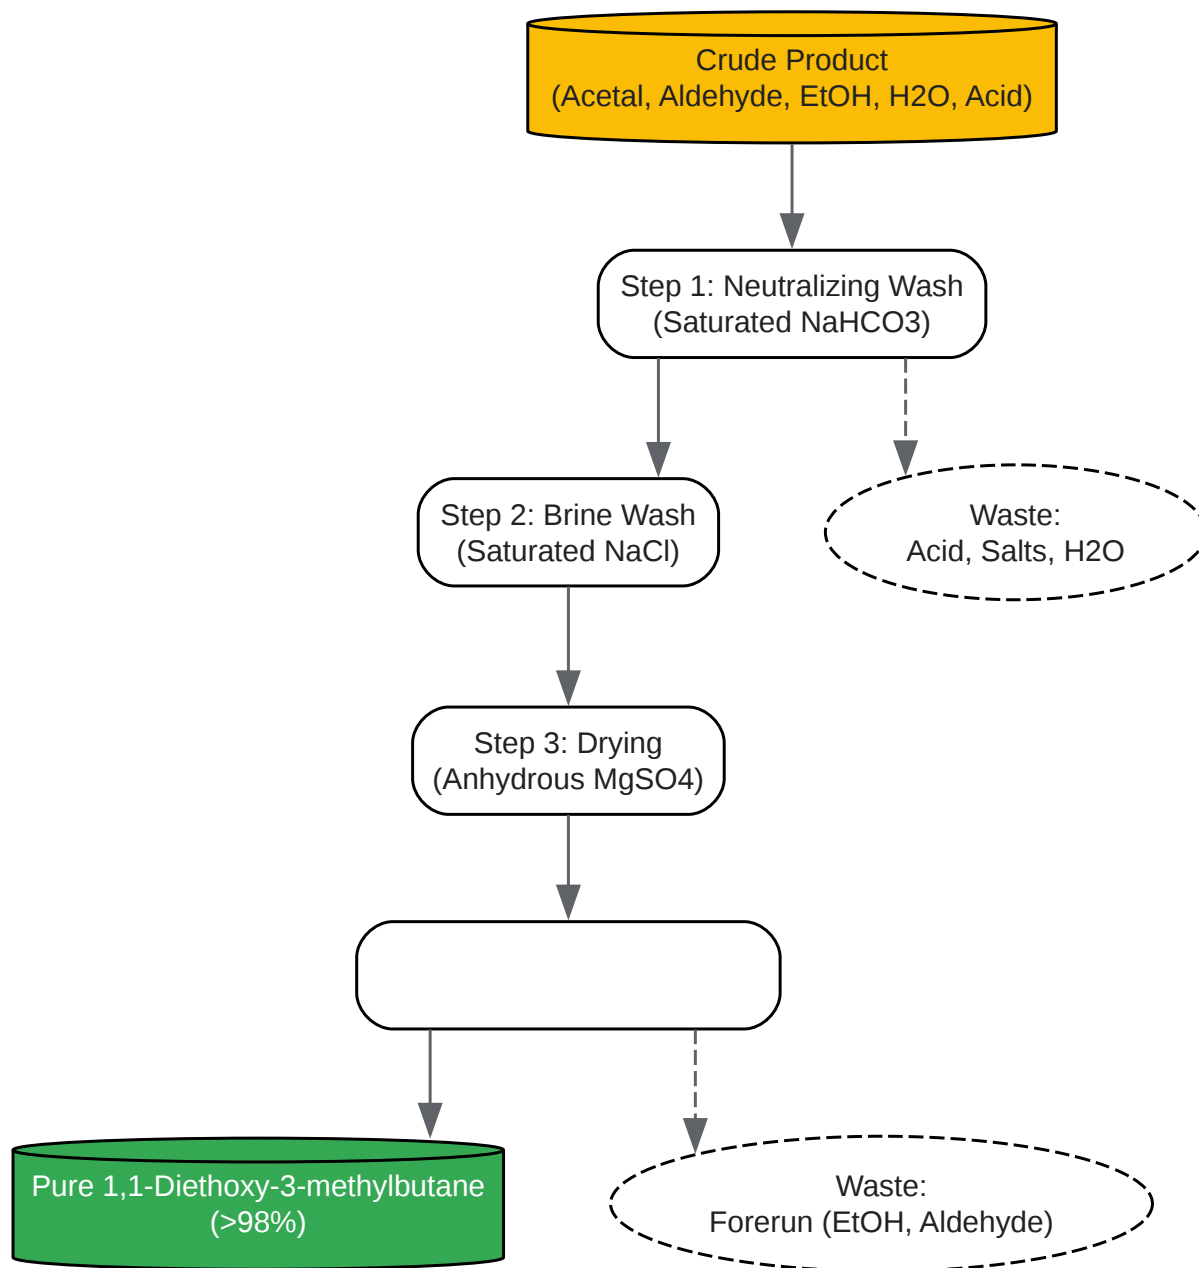 Crude Product
(Acetal, Aldehyde, EtOH, H2O, Acid)
Step 1: Neutralizing Wash
(Saturated NaHCO3)
Step 2: Brine Wash
(Saturated NaCl)
Waste:
Acid, Salts, H2O
Step 3: Drying
(Anhydrous MgSO4)
Pure 1,1-Diethoxy-3-methylbutane
(>98%)
Waste:
Forerun (EtOH, Aldehyde)